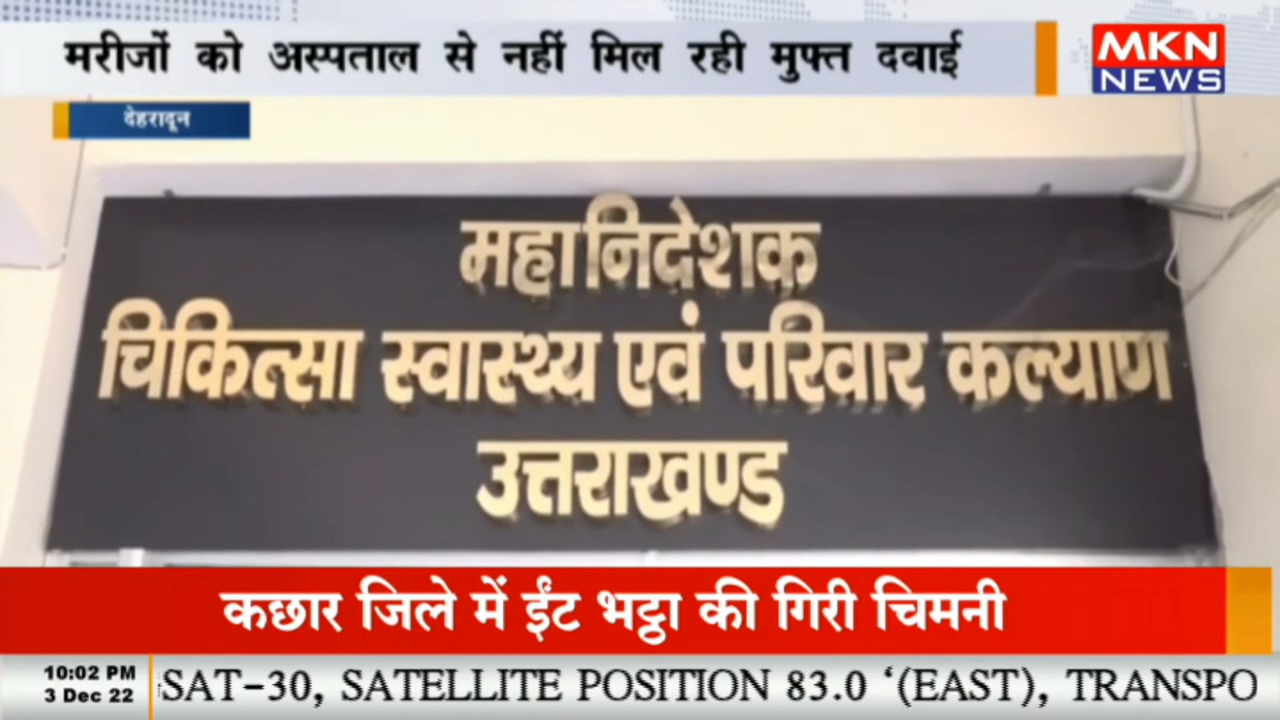 मरीजों को अस्पताल से नहीं मिल रही मुफ्त दवाई
MKN
NEWS
देहरादून
महानिदेशक
चिकित्सा स्वास्थ्य एवं परिवार कल्याण
उत्तराखण्ड
कछार जिले में ईंट भट्ठा की गिरी चिमनी
10:02 PM
3 Dec 22
SAT-30, SATELLITE POSITION 83.0 ‘(EAST), TRANSPO